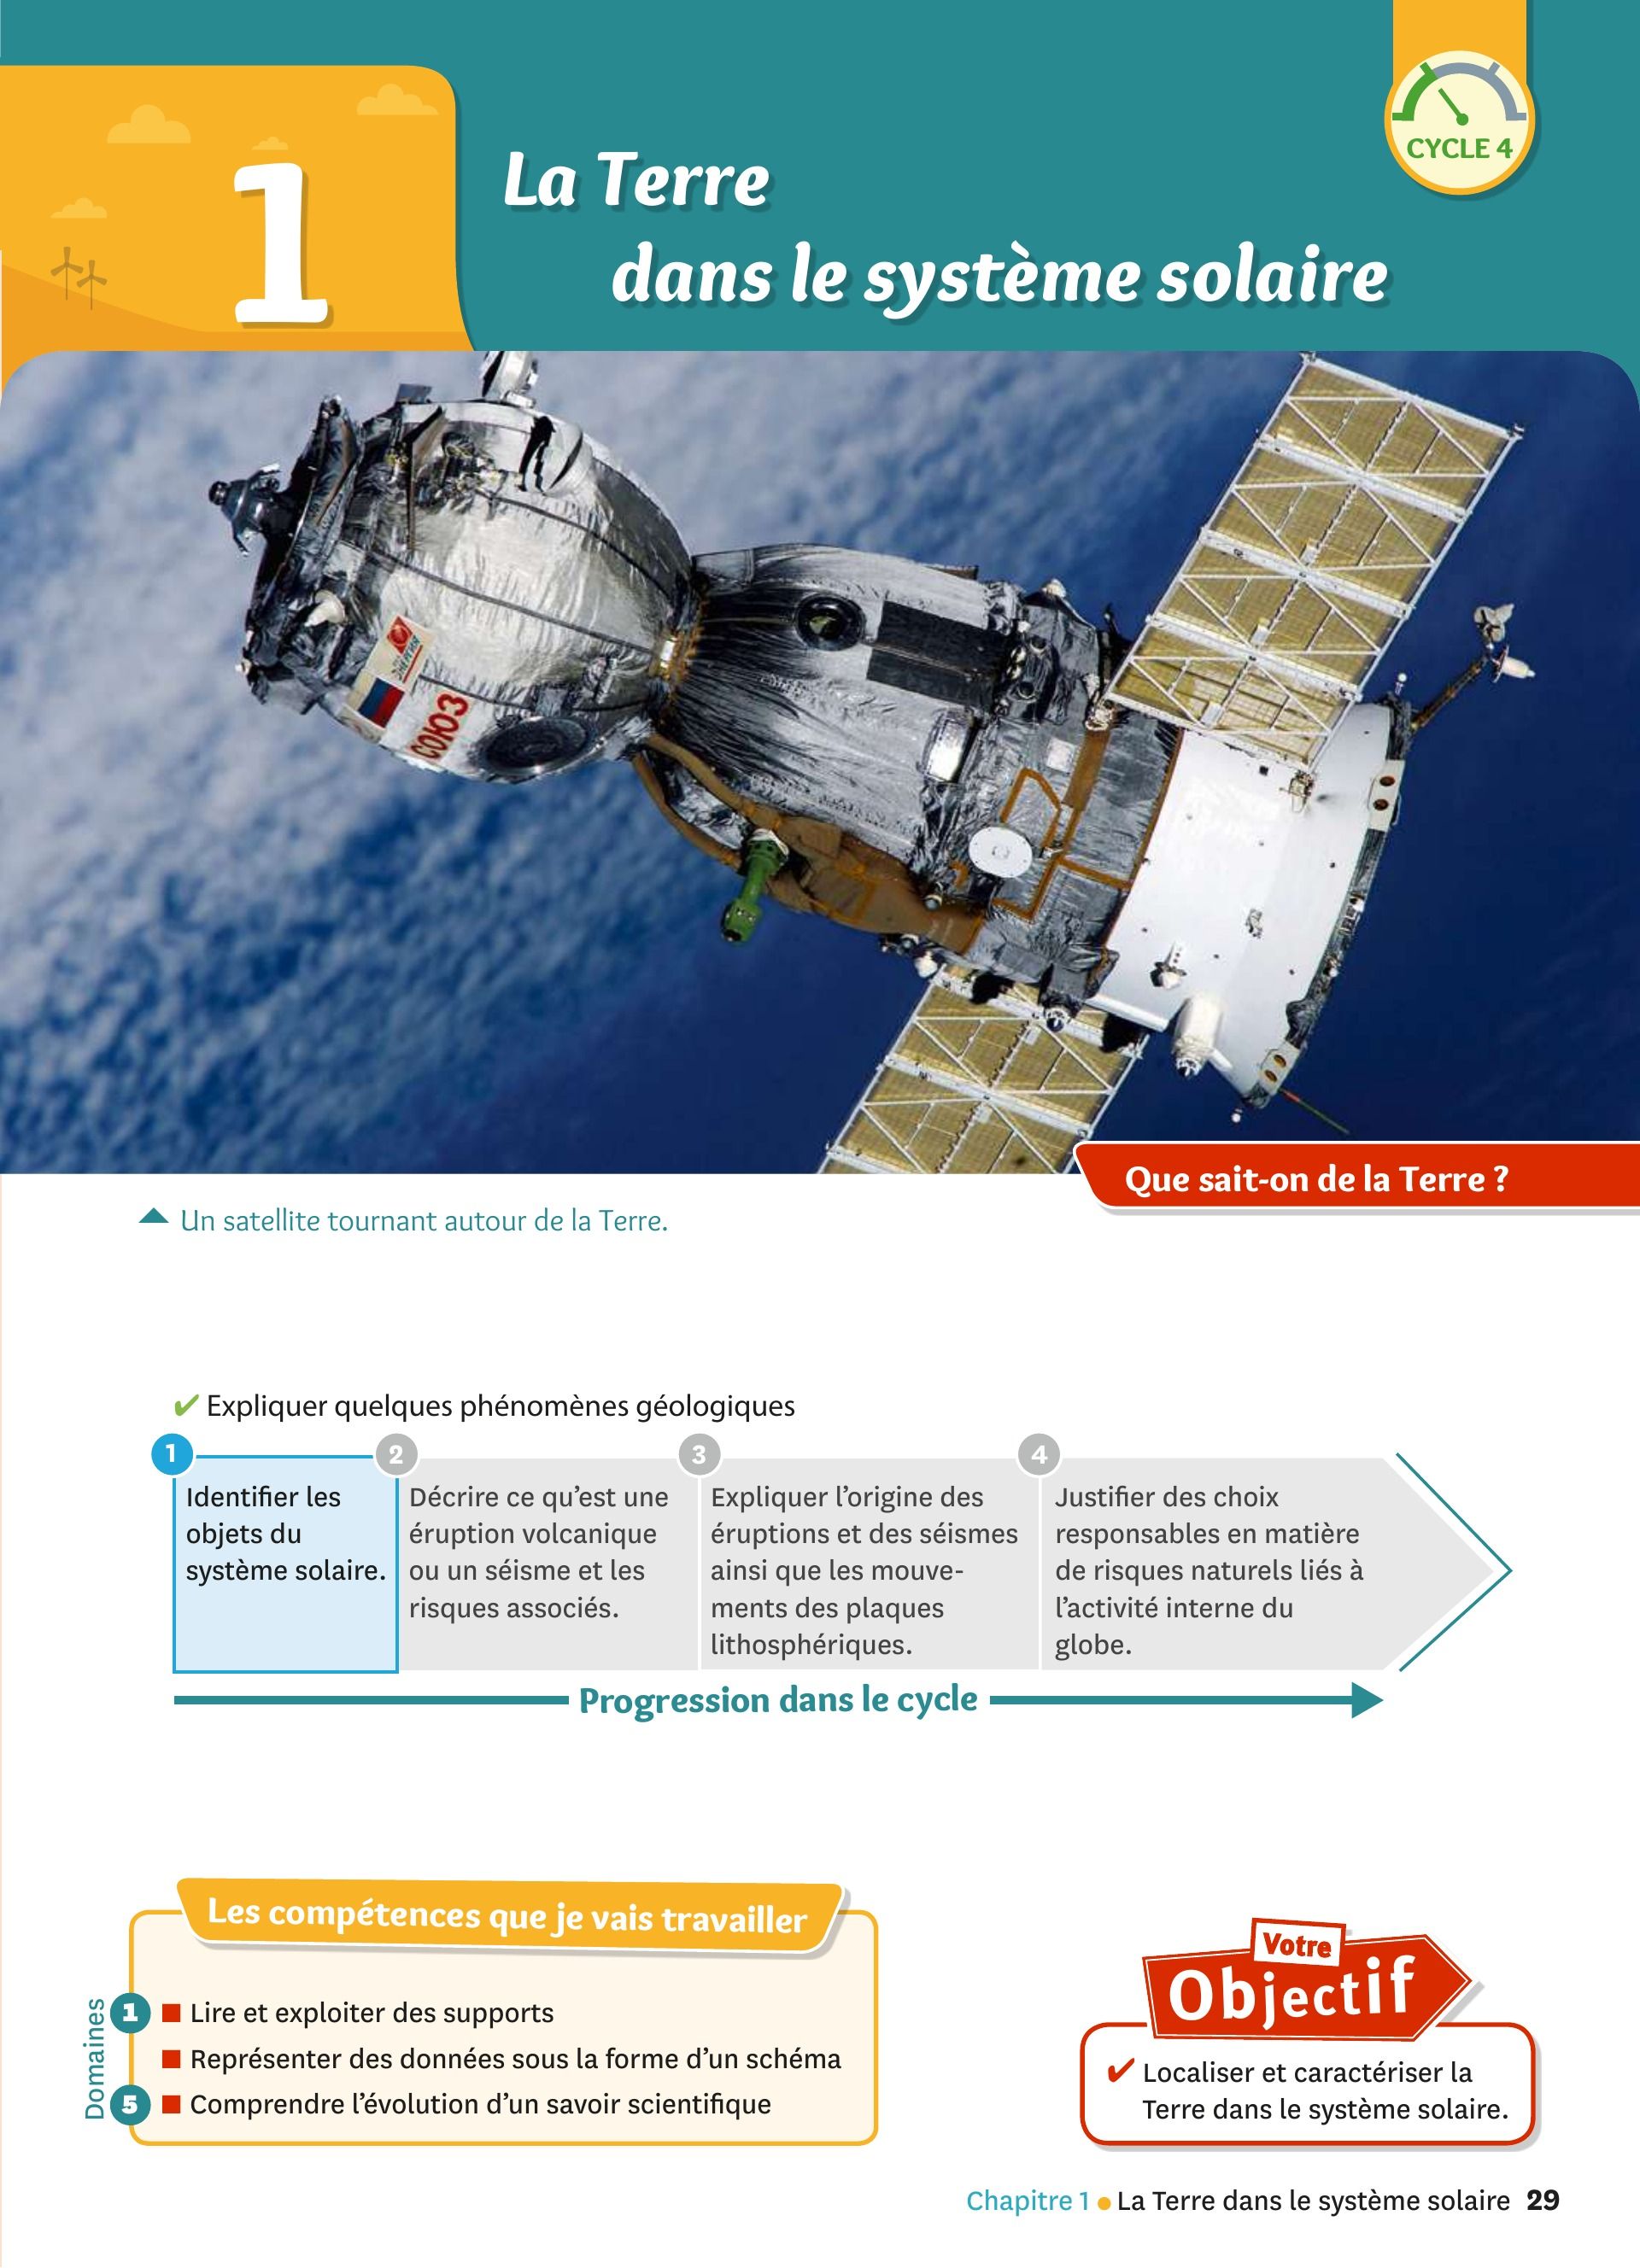 CYCLE 4
1
La Terre
dans le système solaire
СОЮЗ
Que sait-on de la Terre ?
Un satellite tournant autour de la Terre.
✔ Expliquer quelques phénomènes géologiques
1
Identifier les
objets du
système solaire.
2
Décrire ce qu’est une
éruption volcanique
ou un séisme et les
risques associés.
3
Expliquer l’origine des
éruptions et des séismes
ainsi que les mouve-
ments des plaques
lithosphériques.
4
Justifier des choix
responsables en matière
de risques naturels liés à
l’activité interne du
globe.
Progression dans le cycle
Les compétences que je vais travailler
Domaines
1 ■ Lire et exploiter des supports
■ Représenter des données sous la forme d’un schéma
5 ■ Comprendre l’évolution d’un savoir scientifique
Votre
Objectif
✔ Localiser et caractériser la
Terre dans le système solaire.
Chapitre 1 ● La Terre dans le système solaire 29